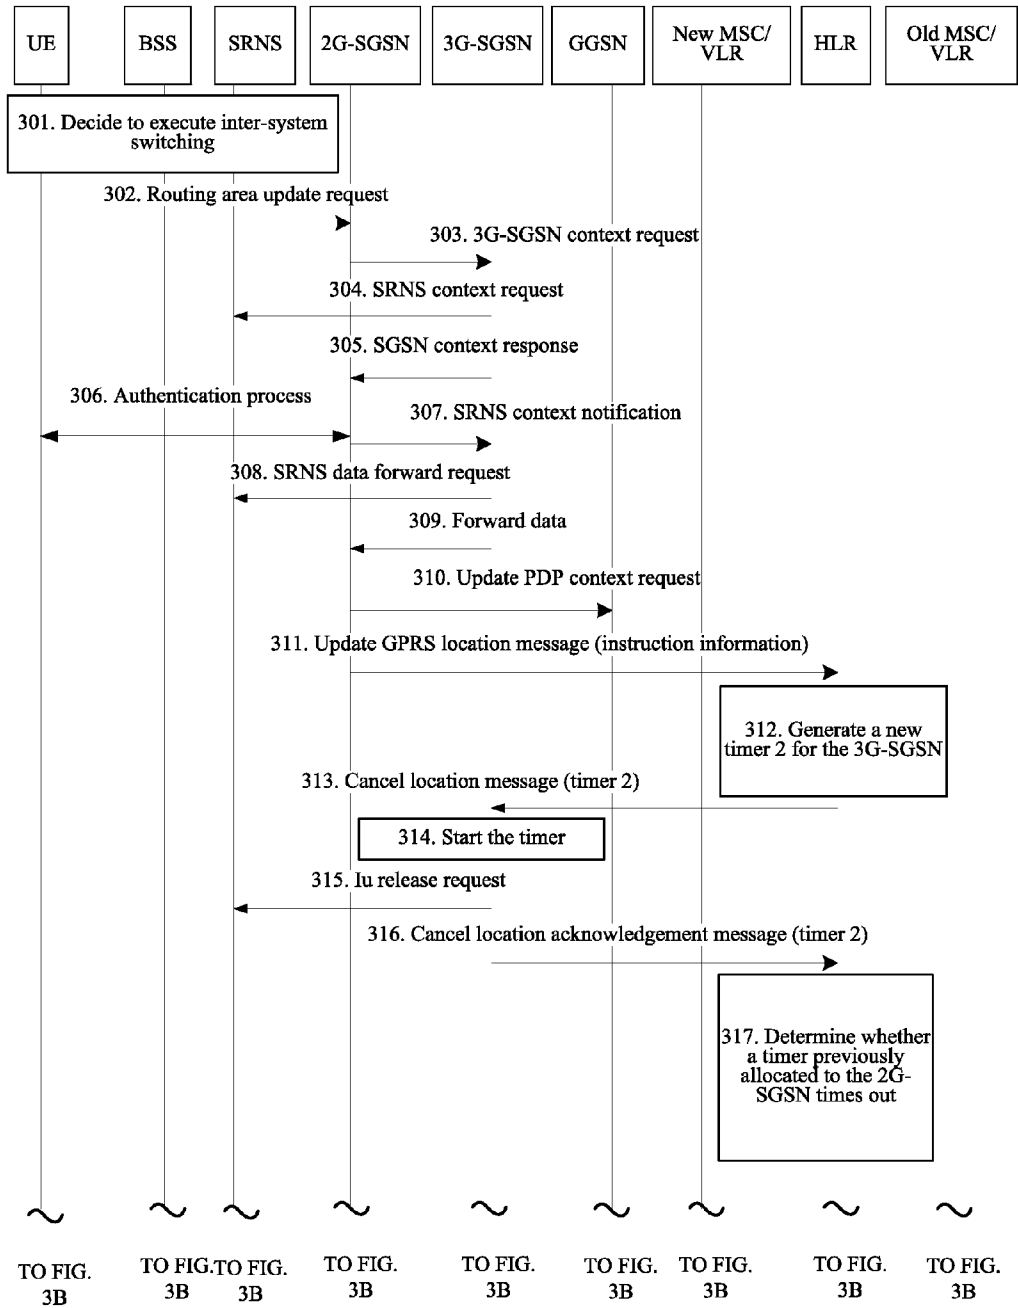 UE
BSS
SRNS
2G-SGSN
3G-SGSN
GGSN
New MSC/
VLR
HLR
Old MSC/
VLR
301. Decide to execute inter-system
switching
302. Routing area update request
303. 3G-SGSN context request
304. SRNS context request
305. SGSN context response
306. Authentication process
307. SRNS context notification
308. SRNS data forward request
309. Forward data
310. Update PDP context request
311. Update GPRS location message (instruction information)
312. Generate a new
timer 2 for the 3G-SGSN
313. Cancel location message (timer 2)
314. Start the timer
315. Iu release request
316. Cancel location acknowledgement message (timer 2)
317. Determine whether
a timer previously
allocated to the 2G-
SGSN times out
TO FIG.
3B
TO FIG.
3B
TO FIG.
3B
TO FIG.
3B
TO FIG.
3B
TO FIG.
3B
TO FIG.
3B
TO FIG.
3B
TO FIG.
3B